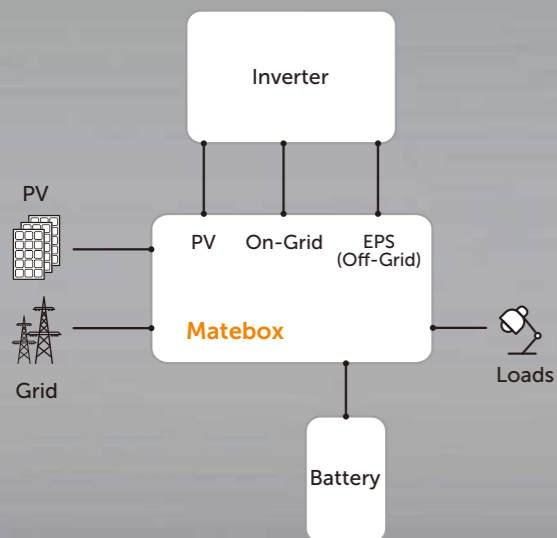 Inverter
PV
PV
On-Grid
EPS
(Off-Grid)
Matebox
Grid
Loads
Battery